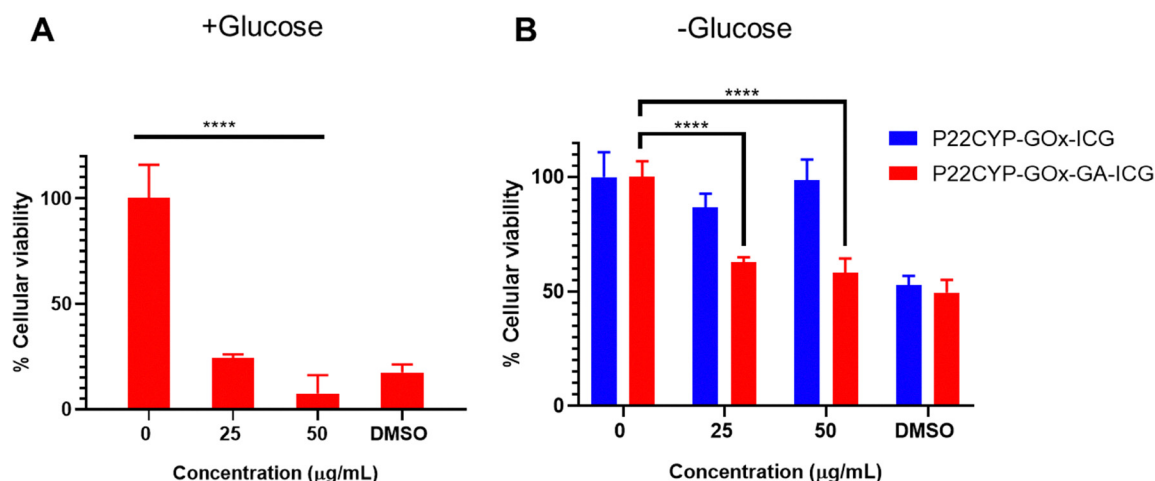 A
+Glucose
****
% Cellular viability
100
50
0
0 25 50 DMSO
Concentration (µg/mL)
B
-Glucose
****
****
% Cellular viability
100
50
0
0 25 50 DMSO
Concentration (µg/mL)
P22CYP-GOx-ICG
P22CYP-GOx-GA-ICG